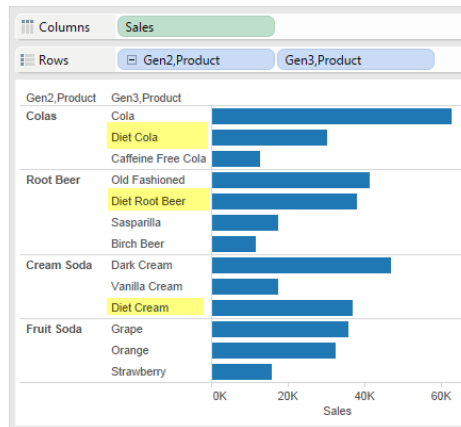 Columns Sales
Rows Gen2,Product Gen3,Product
Gen2,Product Gen3,Product
Colas Cola
Diet Cola
Caffeine Free Cola
Root Beer Old Fashioned
Diet Root Beer
Sasparilla
Birch Beer
Cream Soda Dark Cream
Vanilla Cream
Diet Cream
Fruit Soda Grape
Orange
Strawberry
0K 20K 40K 60K
Sales